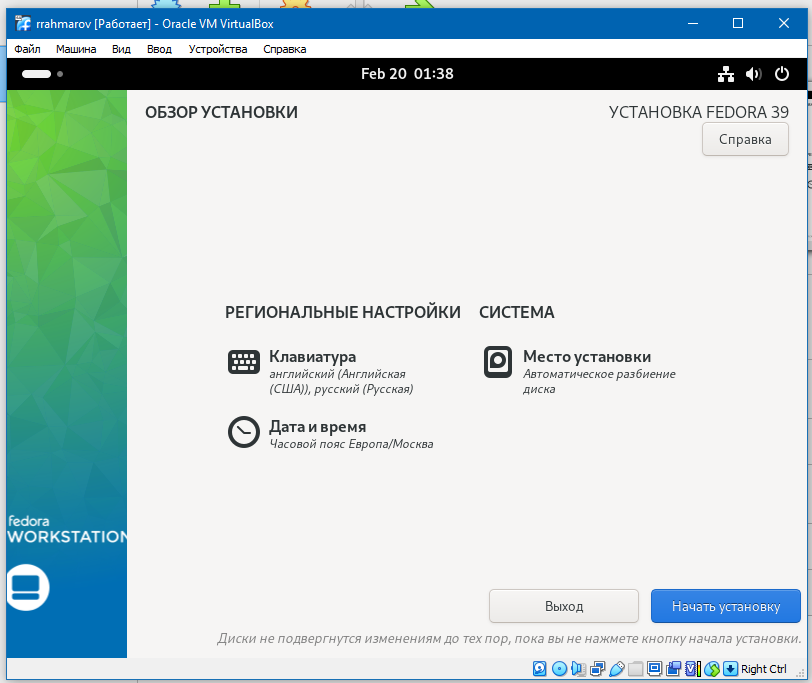 rrahmarov [Работает] - Oracle VM VirtualBox
Файл Машина Вид Ввод Устройства Справка
Feb 20 01:38
ОБЗОР УСТАНОВКИ
УСТАНОВКА FEDORA 39
Справка
РЕГИОНАЛЬНЫЕ НАСТРОЙКИ
Клавиатура
английский (Английская
(США)), русский (Русская)
Дата и время
Часовой пояс Европа/Москва
СИСТЕМА
Место установки
Автоматическое разбиение
диска
fedora
WORKSTATION
Выход
Начать установку
Диски не подвергнутся изменениям до тех пор, пока вы не нажмете кнопку начала установки.
Right Ctrl